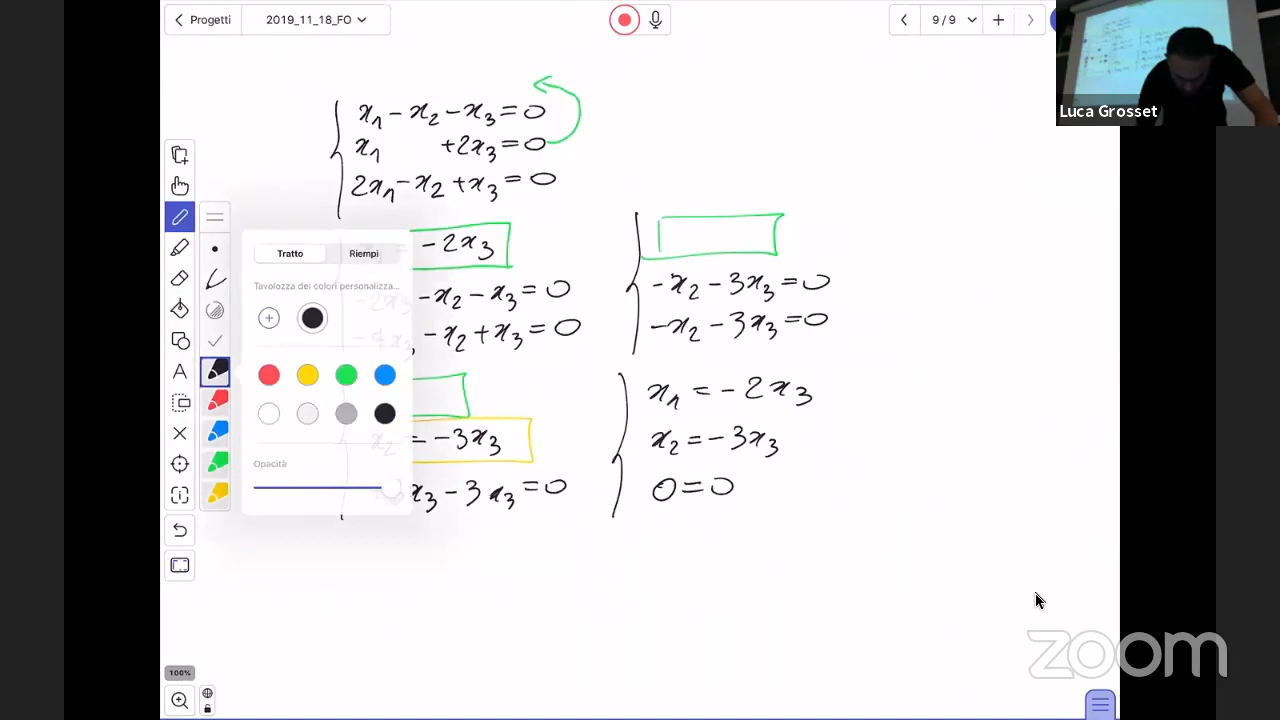 Progetti
2019_11_18_FO
9/9
Luca Grosset
x₁ - x₂ - x₃ = 0
x₁ +2x₃ = 0
2x₁ - x₂ + x₃ = 0
-2x₃
- x₂ - x₃ = 0
- x₂ + x₃ = 0
= -3x₃
x₃ - 3x₃ = 0
-x₂ - 3x₃ = 0
-x₂ - 3x₃ = 0
x₁ = -2x₃
x₂ = -3x₃
0 = 0
Tratto
Riempi
Tavolozza dei colori personalizza...
Opacità
A
100%
zoom